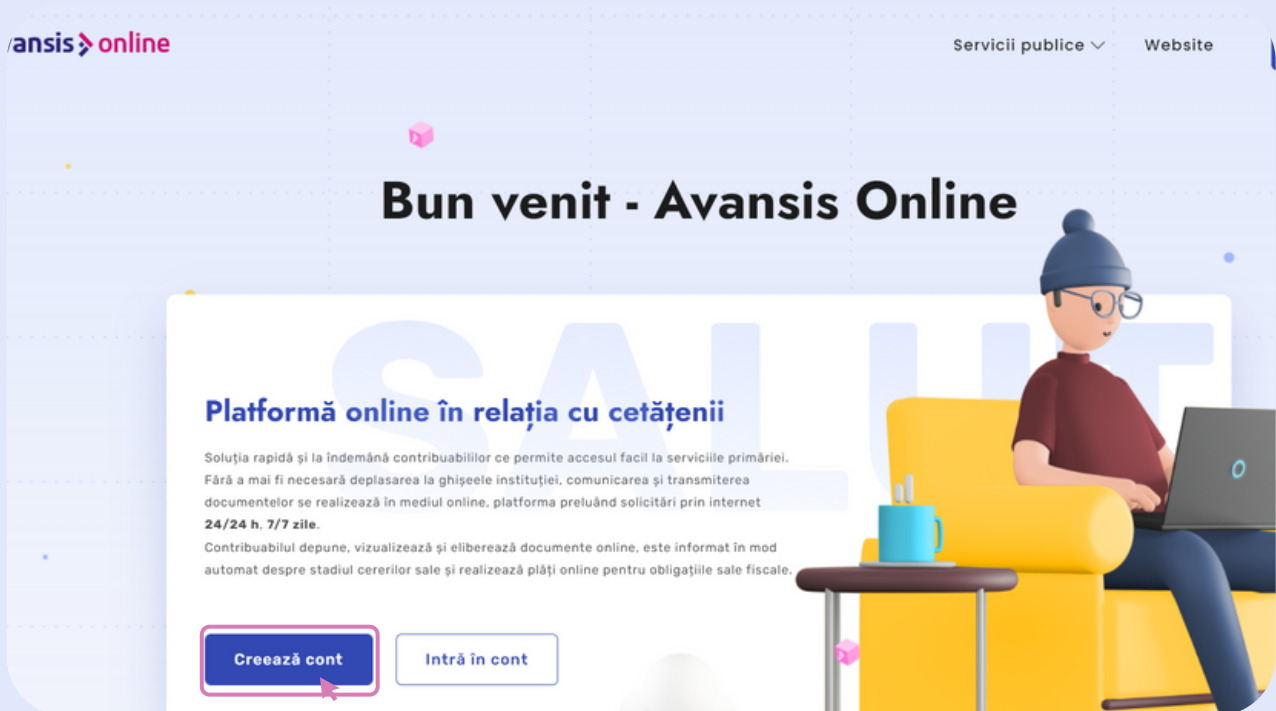 vansis online
Servicii publice
Website
Bun venit - Avansis Online
SALUT
Platformă online în relația cu cetățenii
Soluția rapidă și la îndemână contribuabililor ce permite accesul facil la serviciile primăriei.
Fără a mai fi necesară deplasarea la ghișeele instituției, comunicarea și transmiterea
documentelor se realizează în mediul online, platforma preluând solicitări prin internet
24/24 h, 7/7 zile.
Contribuabilul depune, vizualizează și eliberează documente online, este informat în mod
automat despre stadiul cererilor sale și realizează plăți online pentru obligațiile sale fiscale.
Creează cont
Intră în cont